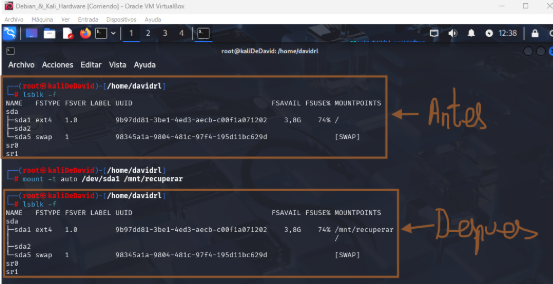 Debian_&_Kali_Hardware [Corriendo] - Oracle VM VirtualBox
Archivo Máquina Ver Entrada Dispositivos Ayuda
1 2 3 4 12:38
root@kaliDeDavid: /home/davidrl
Archivo Acciones Editar Vista Ayuda
(root㉿kaliDeDavid)-[/home/davidrl]
# lsblk -f
NAME FSTYPE FSVER LABEL UUID FSAVAIL FSUSE% MOUNTPOINTS
sda
├─sda1 ext4 1.0 9b97dd81-3be1-4ed3-aecb-c00f1a071202 3,8G 74% /
├─sda2
└─sda5 swap 1 98345a1a-9804-481c-97f4-195d11bc629d [SWAP]
sr0
sr1
Antes
(root㉿kaliDeDavid)-[/home/davidrl]
# mount -t auto /dev/sda1 /mnt/recuperar
(root㉿kaliDeDavid)-[/home/davidrl]
# lsblk -f
NAME FSTYPE FSVER LABEL UUID FSAVAIL FSUSE% MOUNTPOINTS
sda
├─sda1 ext4 1.0 9b97dd81-3be1-4ed3-aecb-c00f1a071202 3,8G 74% /mnt/recuperar
/
├─sda2
└─sda5 swap 1 98345a1a-9804-481c-97f4-195d11bc629d [SWAP]
sr0
sr1
Depues